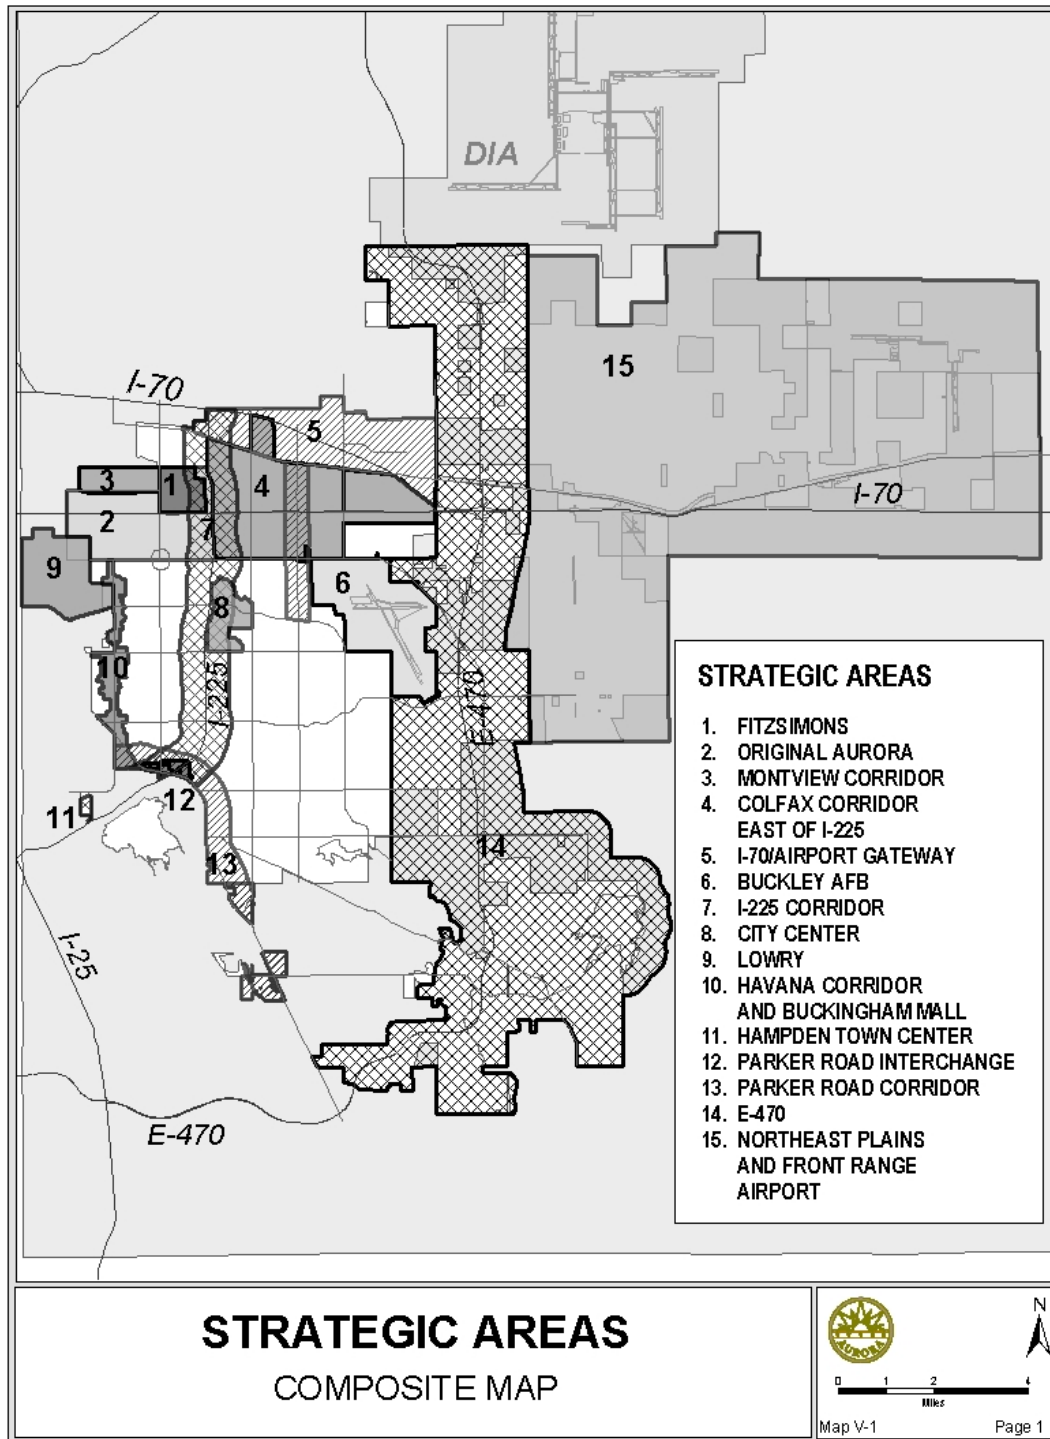 DIA
15
I-70
5
3
1
4
I-70
2
7
9
6
8
10
I-225
E-470
11
12
14
13
I-25
E-470
STRATEGIC AREAS
1. FITZSIMONS
2. ORIGINAL AURORA
3. MONTVIEW CORRIDOR
4. COLFAX CORRIDOR
EAST OF I-225
5. I-70/AIRPORT GATEWAY
6. BUCKLEY AFB
7. I-225 CORRIDOR
8. CITY CENTER
9. LOWRY
10. HAVANA CORRIDOR
AND BUCKINGHAM MALL
11. HAMPDEN TOWN CENTER
12. PARKER ROAD INTERCHANGE
13. PARKER ROAD CORRIDOR
14. E-470
15. NORTHEAST PLAINS
AND FRONT RANGE
AIRPORT
STRATEGIC AREAS
COMPOSITE MAP
AURORA
N
0 1 2 4
Miles
Map V-1
Page 1